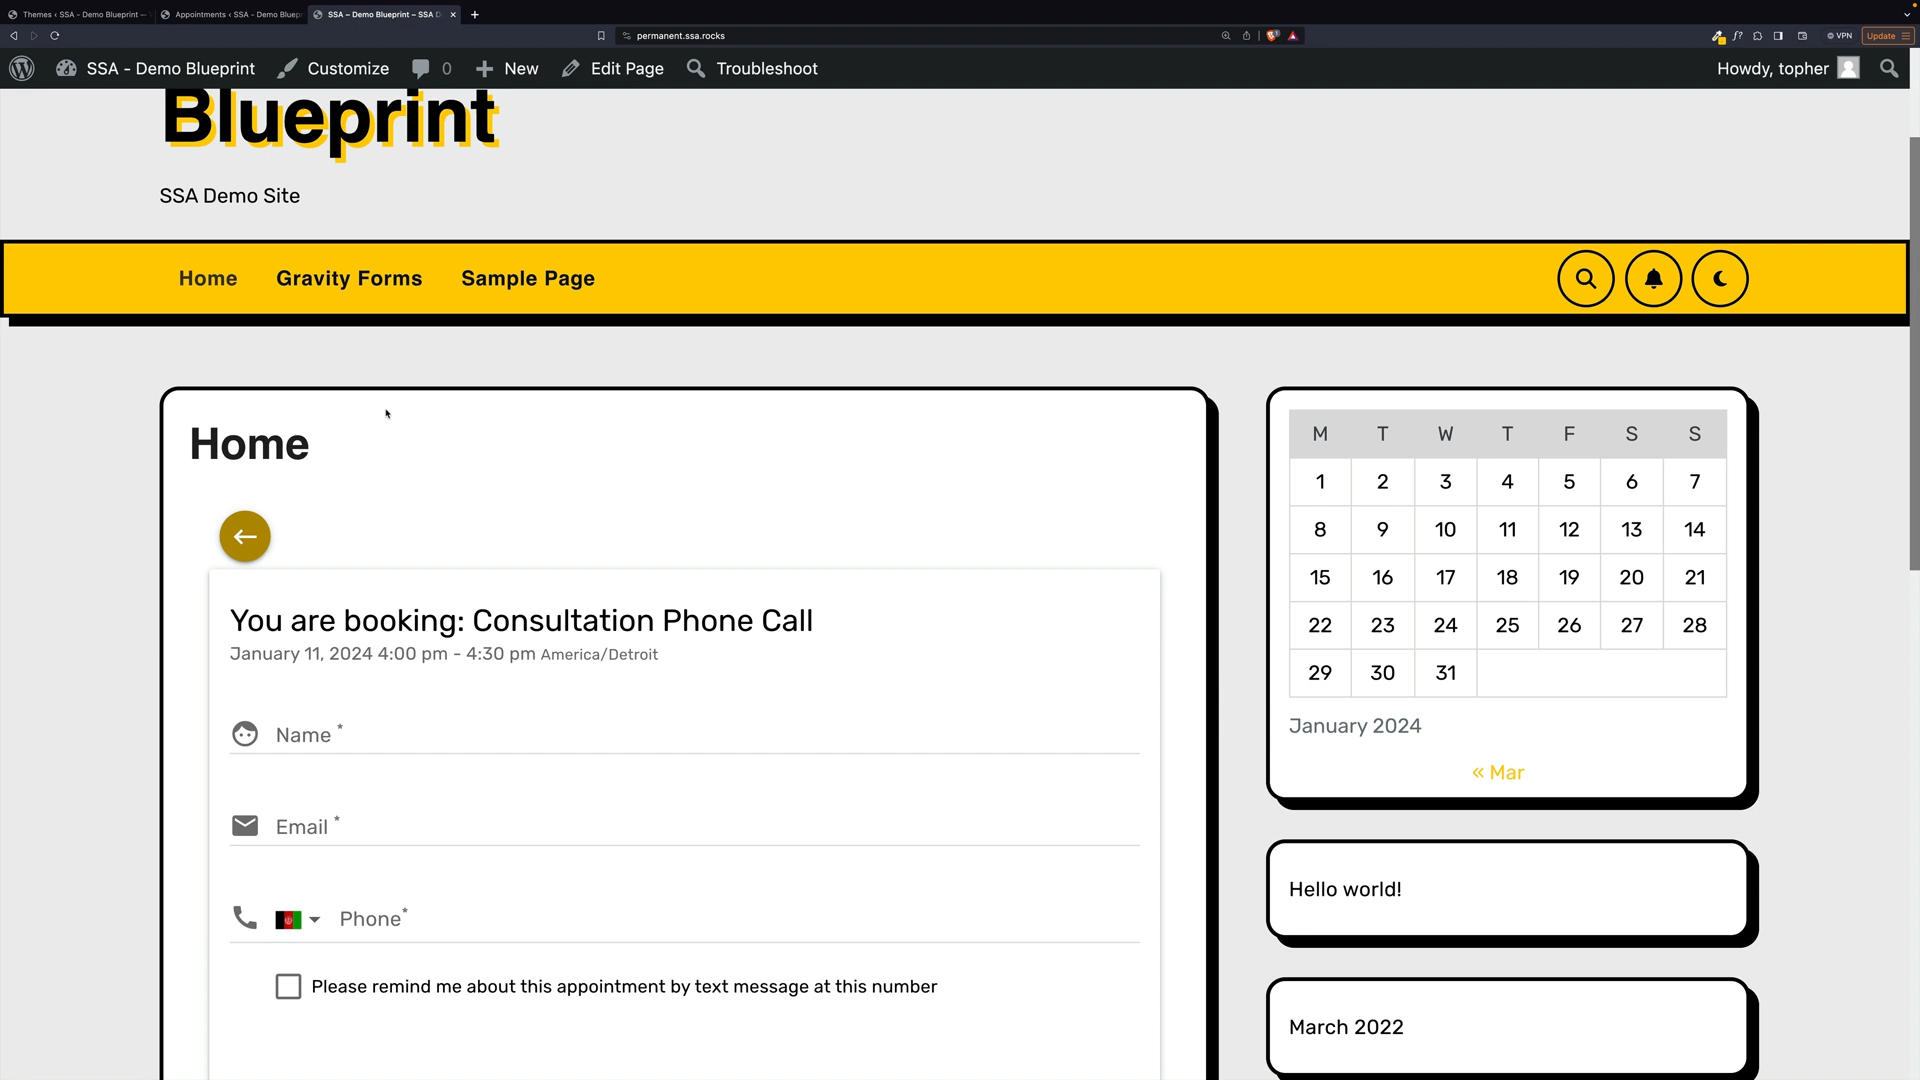 Themes ‹ SSA - Demo Blueprint —
Appointments ‹ SSA - Demo Bluep
SSA – Demo Blueprint – SSA D
permanent.ssa.rocks
VPN
Update
SSA - Demo Blueprint
Customize
0
New
Edit Page
Troubleshoot
Howdy, topher
Blueprint
SSA Demo Site
Home
Gravity Forms
Sample Page
Home
You are booking: Consultation Phone Call
January 11, 2024 4:00 pm - 4:30 pm America/Detroit
Name *
Email *
Phone*
Please remind me about this appointment by text message at this number
M T W T F S S
1 2 3 4 5 6 7
8 9 10 11 12 13 14
15 16 17 18 19 20 21
22 23 24 25 26 27 28
29 30 31
January 2024
« Mar
Hello world!
March 2022